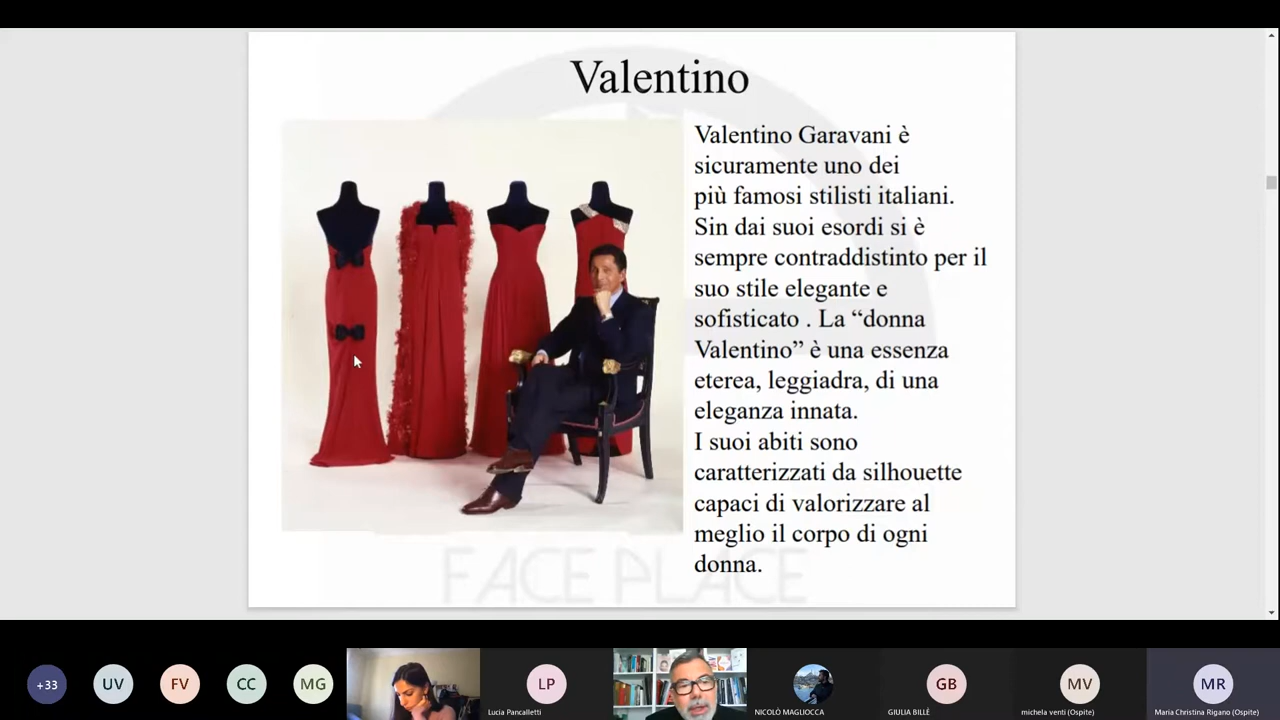 Valentino
Valentino Garavani è
sicuramente uno dei
più famosi stilisti italiani.
Sin dai suoi esordi si è
sempre contraddistinto per il
suo stile elegante e
sofisticato . La “donna
Valentino” è una essenza
eterea, leggiadra, di una
eleganza innata.
I suoi abiti sono
caratterizzati da silhouette
capaci di valorizzare al
meglio il corpo di ogni
donna.
FACE PLACE
+33
UV
FV
CC
MG
LP
Lucia Pancalletti
NICOLÒ MAGLIOCCA
GB
GIULIA BILLÈ
MV
michela venti (Ospite)
MR
Maria Christina Rigano (Ospite)